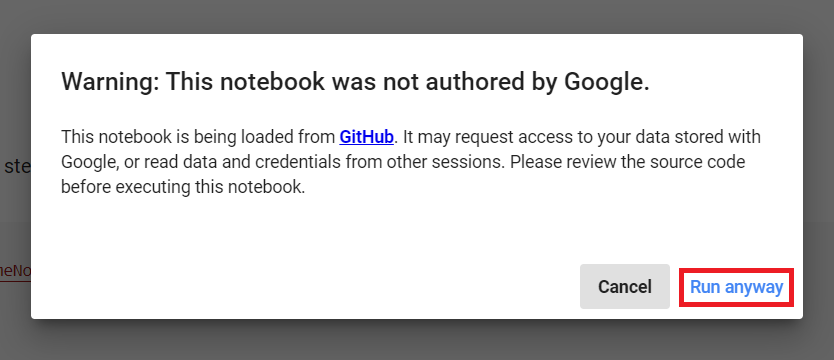 Warning: This notebook was not authored by Google.
This notebook is being loaded from GitHub. It may request access to your data stored with
Google, or read data and credentials from other sessions. Please review the source code
before executing this notebook.
ste
neNo
Cancel
Run anyway